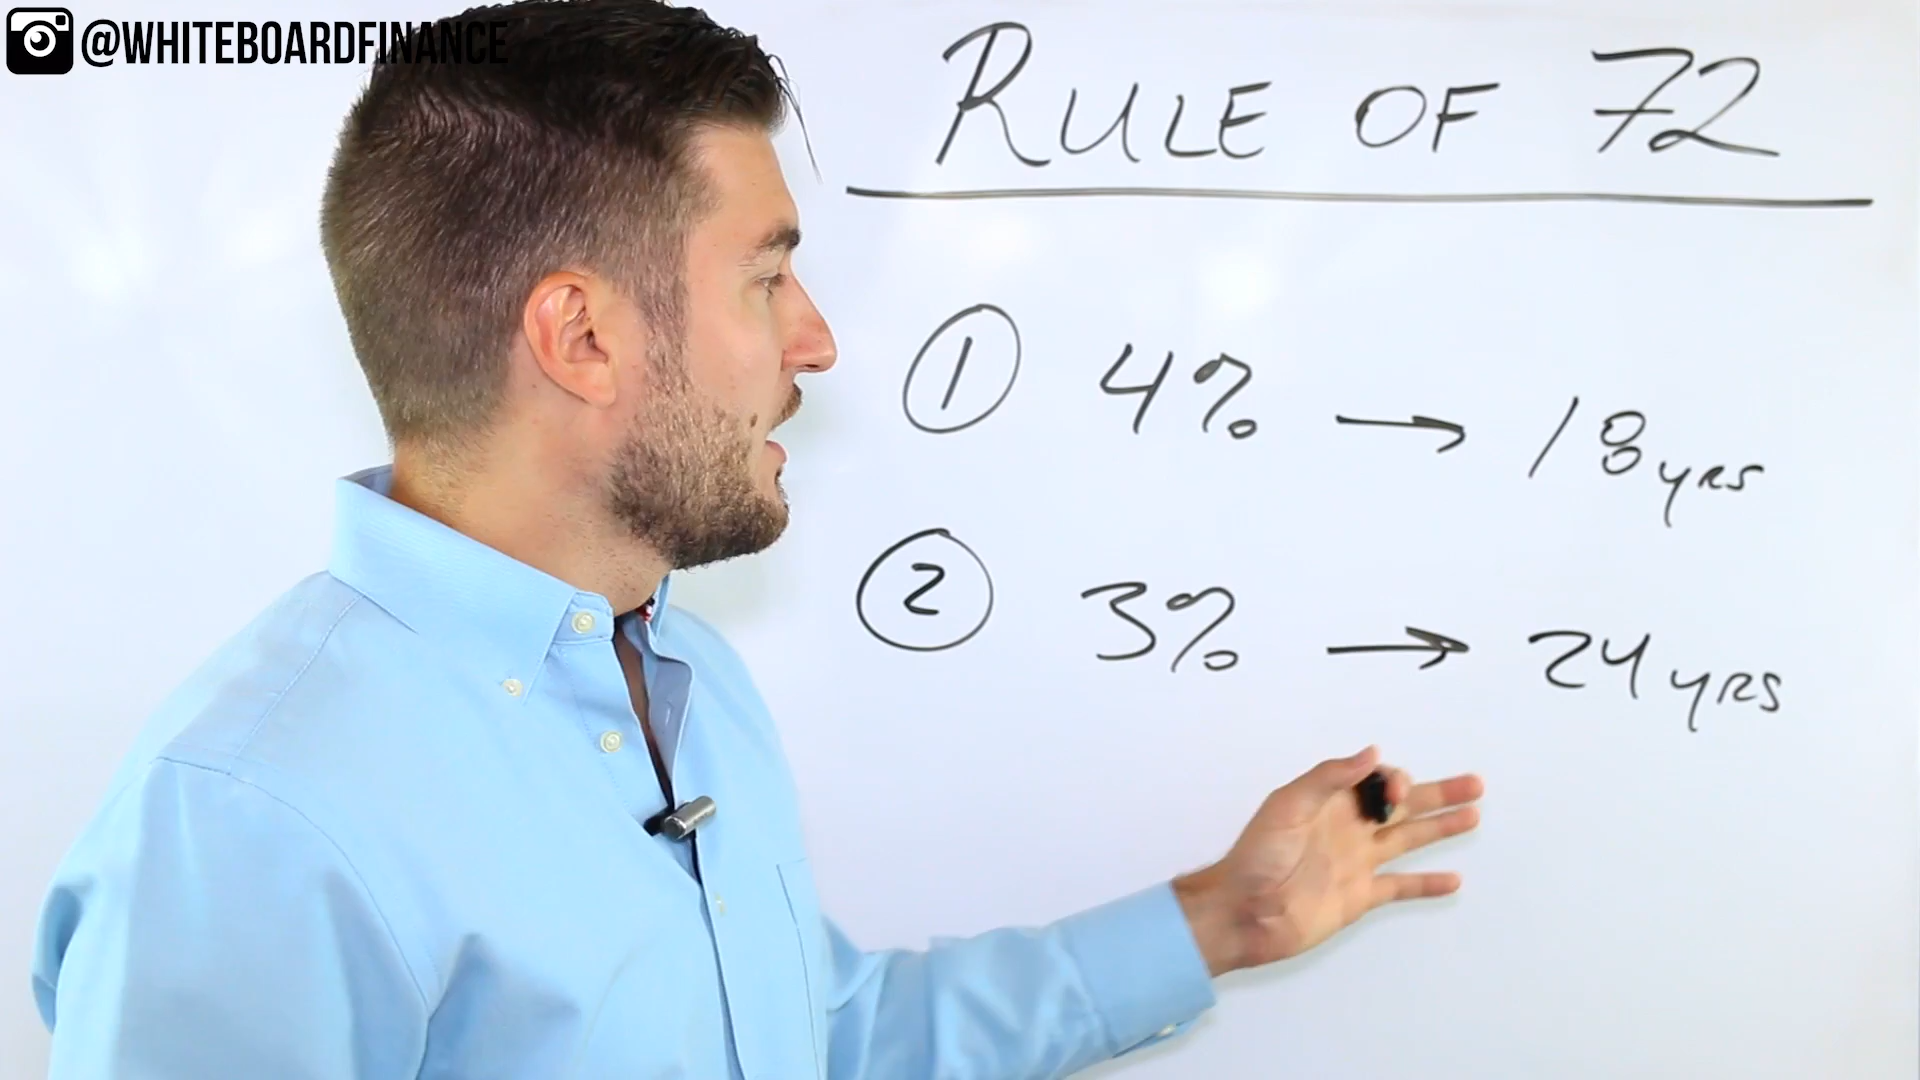 @WHITEBOARDFINANCE
RULE OF 72
1 4% → 18yrs
2 3% → 24yrs